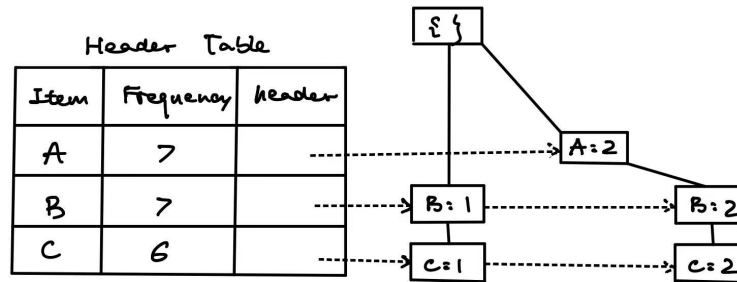 { }
Header Table
Item Frequency header
A 7
A:2
B 7
B:1
B:2
C 6
C=1
C=2